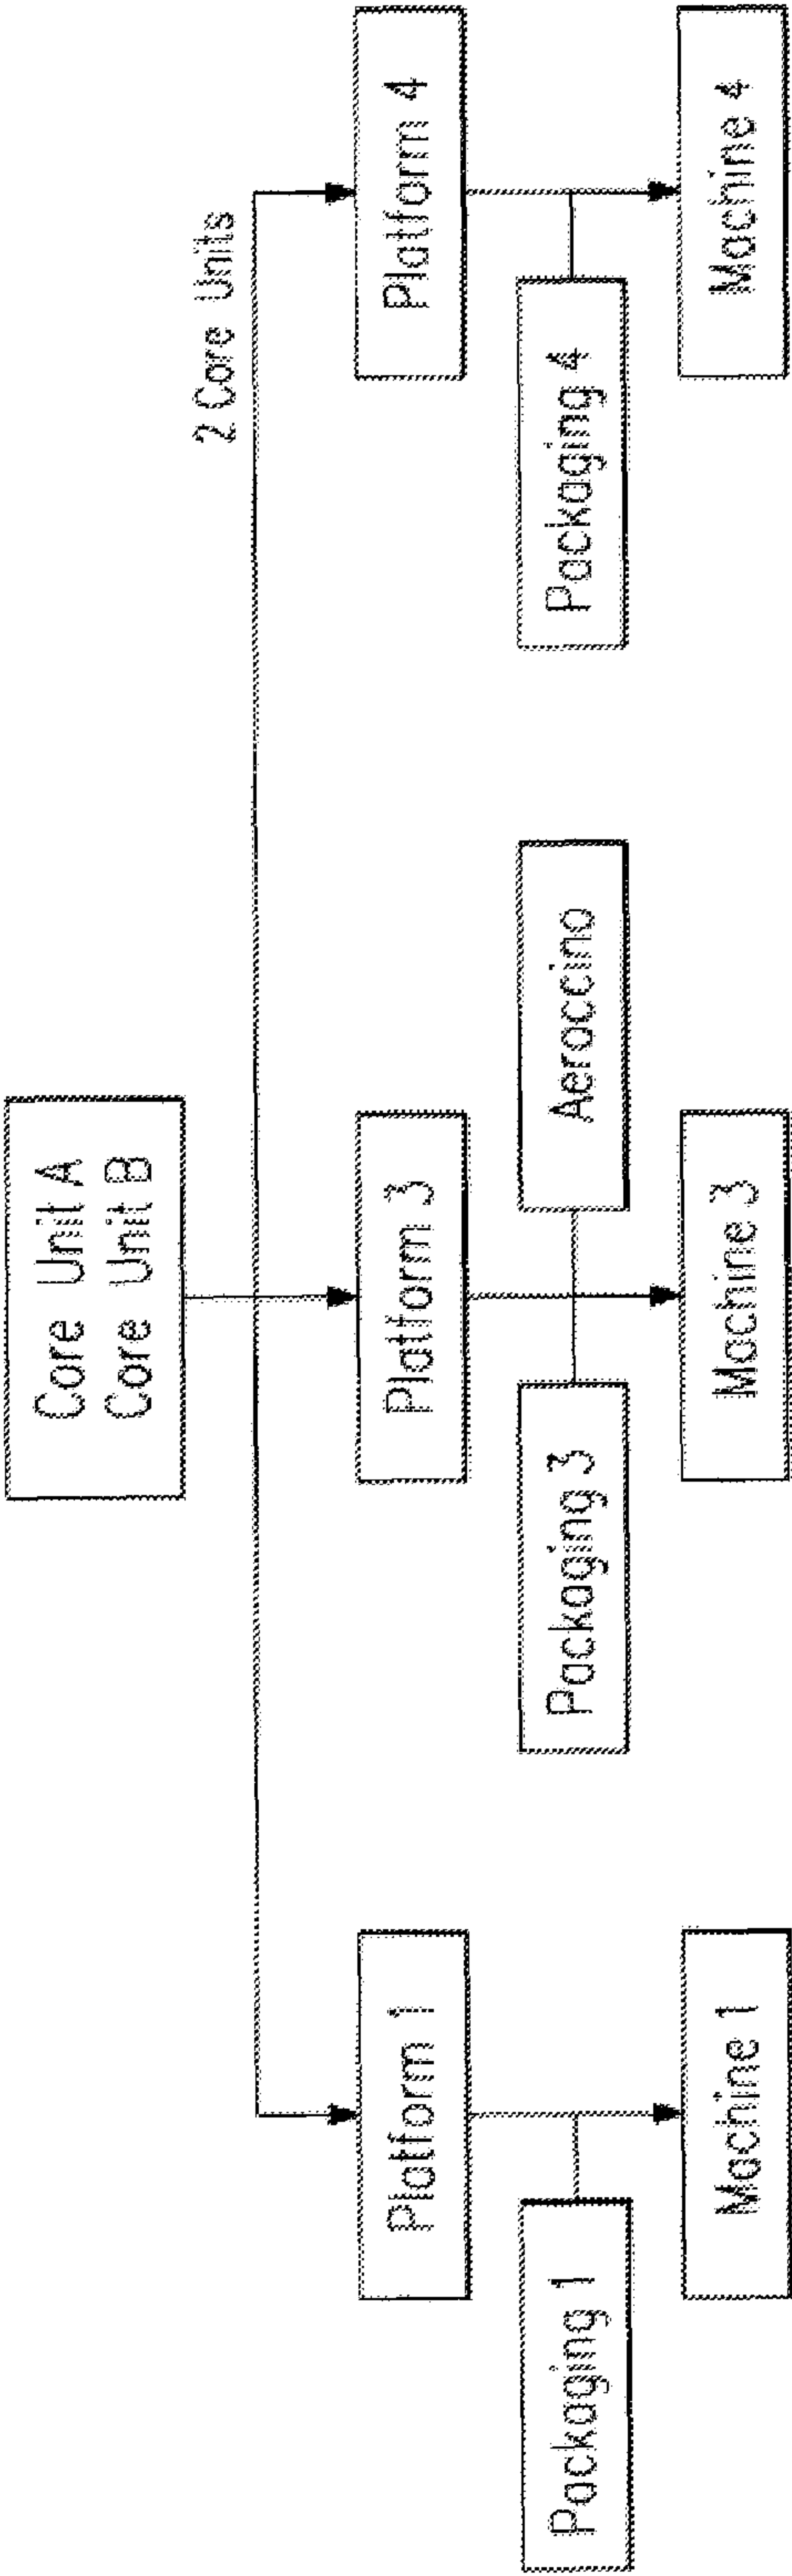 Core Unit A
Core Unit B
2 Core Units
Platform 1
Platform 3
Platform 4
Packaging 1
Packaging 3
Aeroccino
Packaging 4
Machine 1
Machine 3
Machine 4